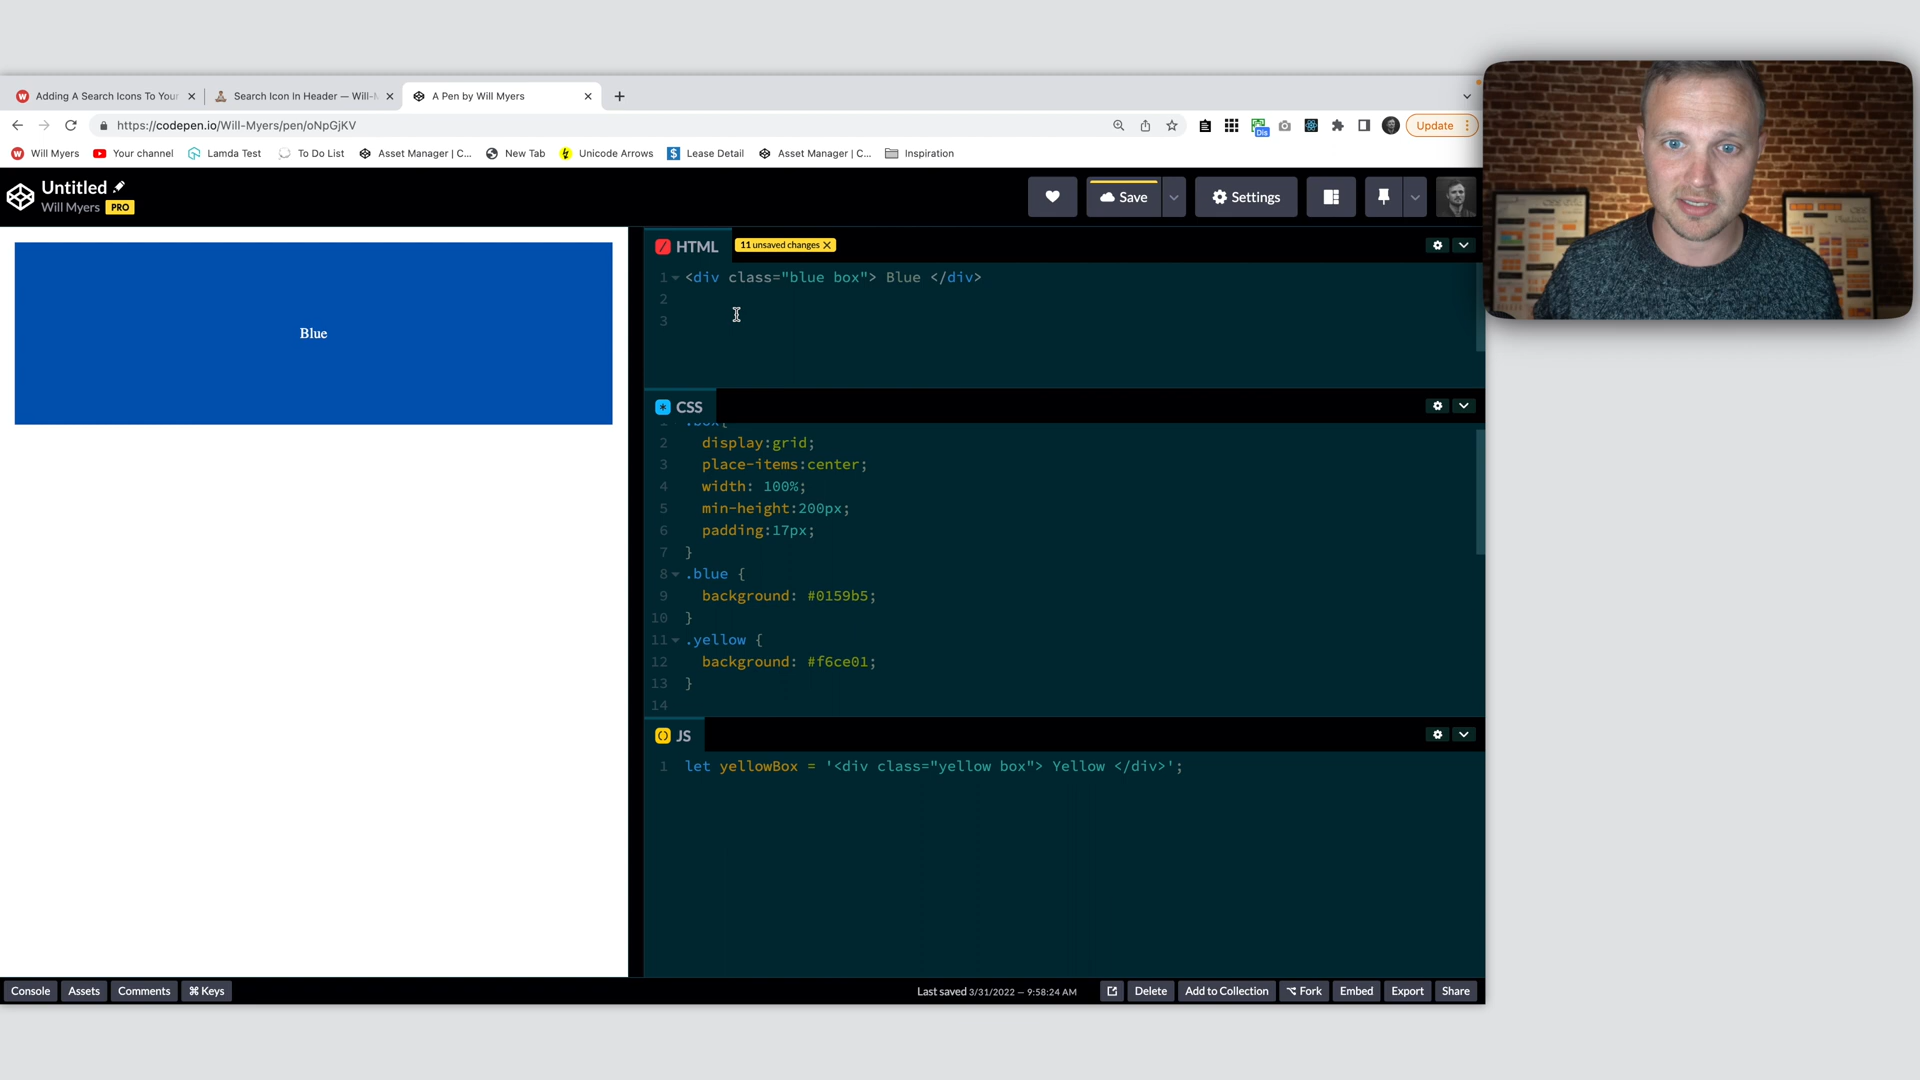 Adding A Search Icons To Your
Search Icon In Header — Will-
A Pen by Will Myers
https://codepen.io/Will-Myers/pen/oNpGjKV
Dis
Update
Will Myers
Your channel
Lamda Test
To Do List
Asset Manager | C...
New Tab
Unicode Arrows
Lease Detail
Asset Manager | C...
Inspiration
Untitled
Will Myers PRO
Save
Settings
Blue
HTML
11 unsaved changes X
1 <div class="blue box"> Blue </div>
2
3
CSS
1 .box{
2 display:grid;
3 place-items:center;
4 width: 100%;
5 min-height:200px;
6 padding:17px;
7 }
8 .blue {
9 background: #0159b5;
10 }
11 .yellow {
12 background: #f6ce01;
13 }
14
JS
1 let yellowBox = '<div class="yellow box"> Yellow </div>';
Console
Assets
Comments
⌘ Keys
Last saved 3/31/2022 — 9:58:24 AM
Delete
Add to Collection
⌥ Fork
Embed
Export
Share